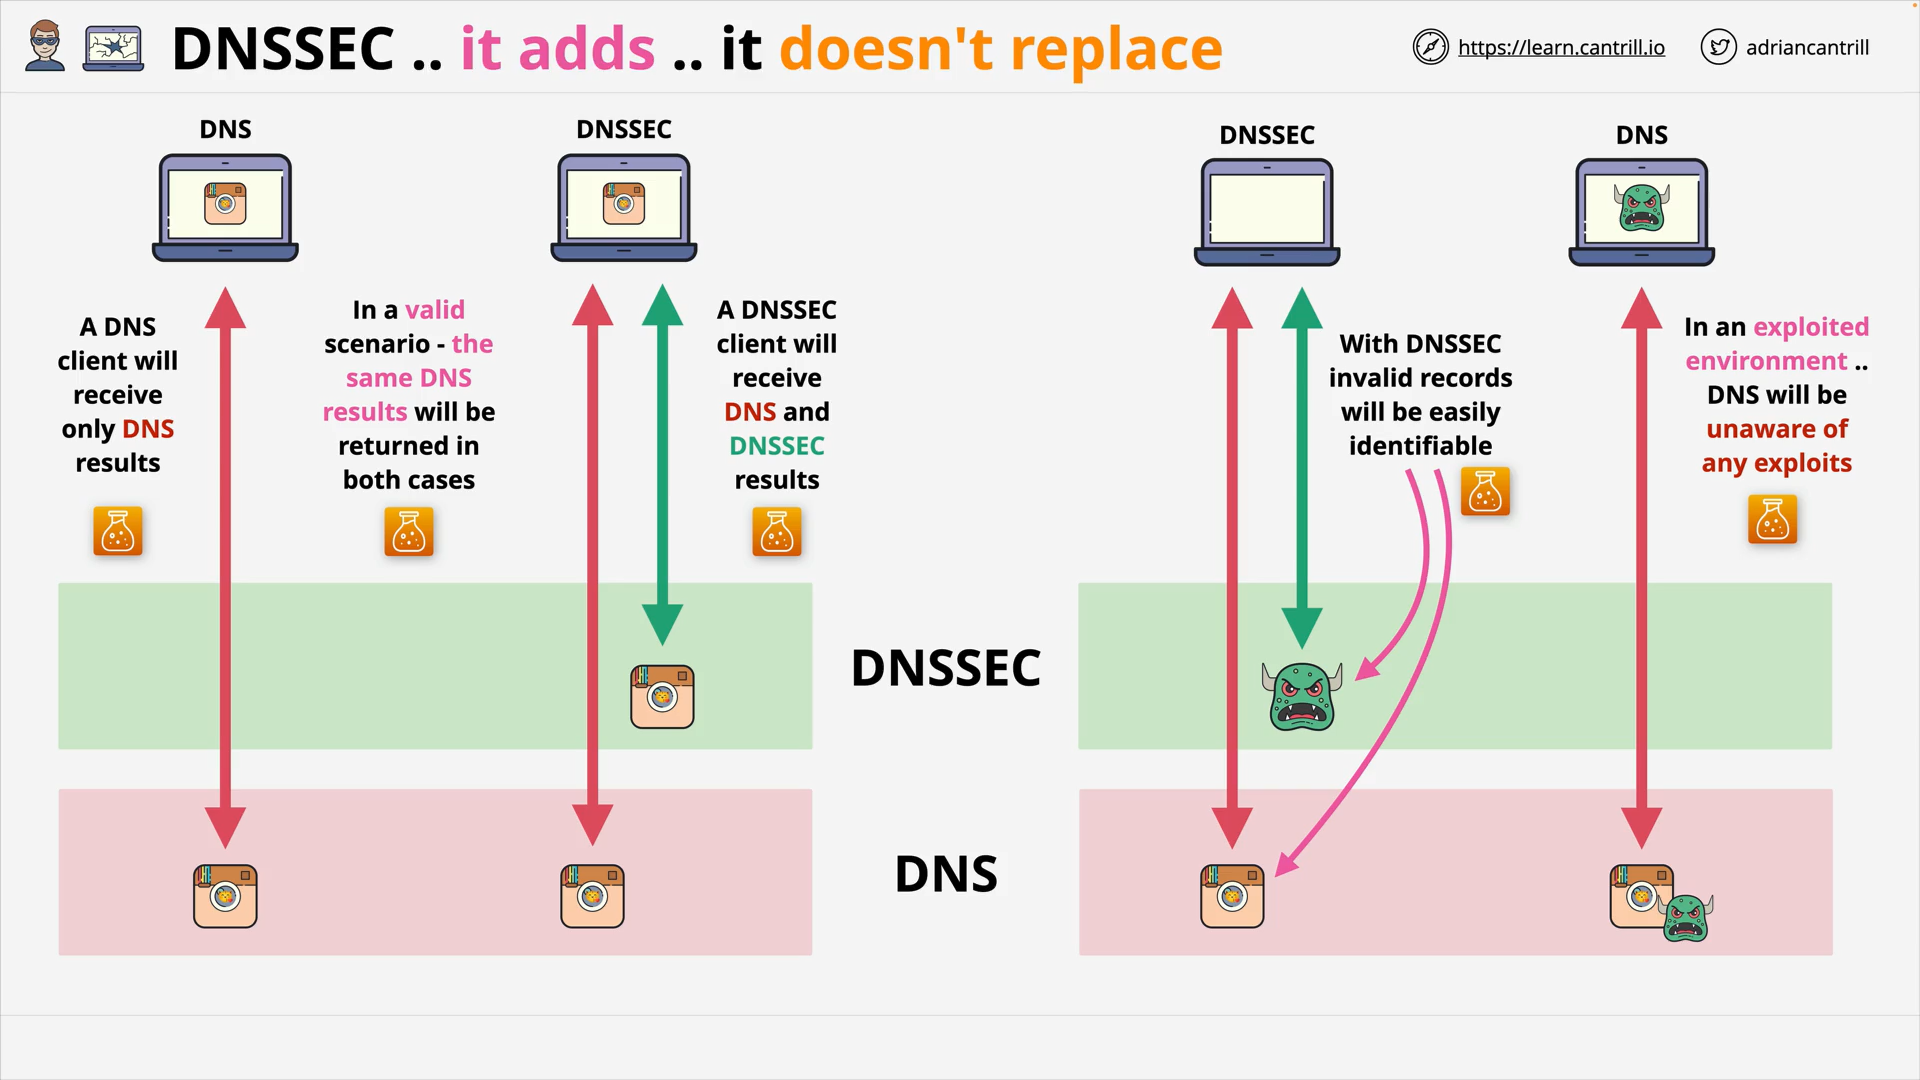 DNSSEC .. it adds .. it doesn't replace
https://learn.cantrill.io
adriancantrill
DNS
DNSSEC
DNSSEC
DNS
A DNS
client will
receive
only DNS
results
In a valid
scenario - the
same DNS
results will be
returned in
both cases
A DNSSEC
client will
receive
DNS and
DNSSEC
results
With DNSSEC
invalid records
will be easily
identifiable
In an exploited
environment ..
DNS will be
unaware of
any exploits
DNSSEC
DNS